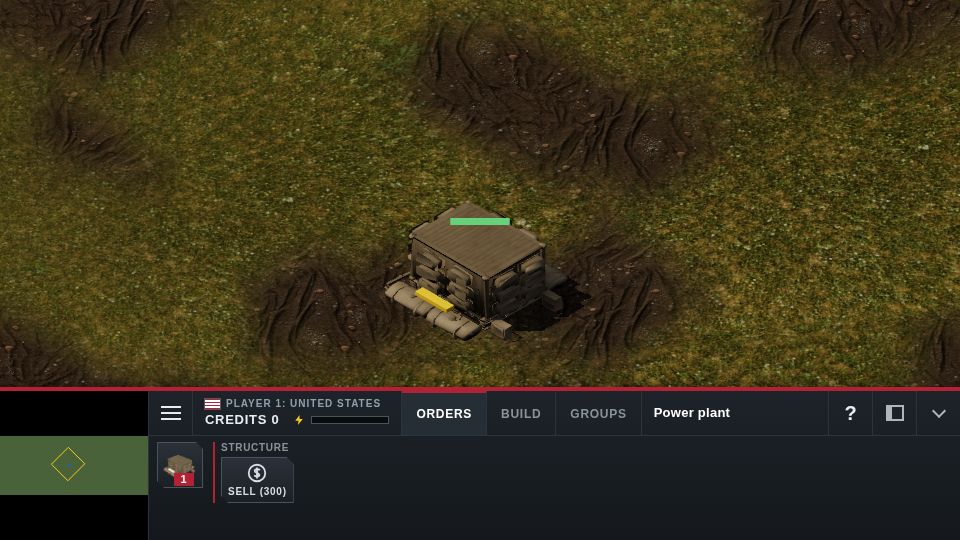 PLAYER 1: UNITED STATES
CREDITS 0
ORDERS
BUILD
GROUPS
Power plant
?
1
STRUCTURE
SELL (300)